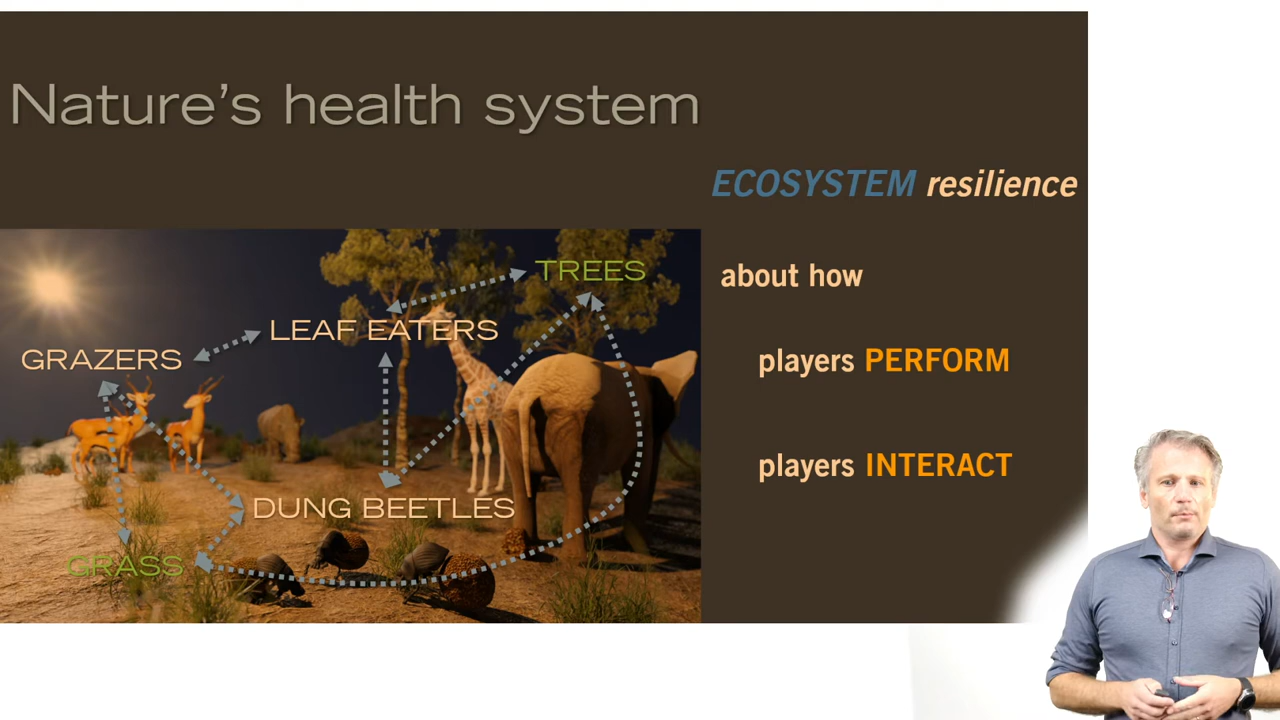 Nature's health system
ECOSYSTEM resilience
about how
players PERFORM
players INTERACT
TREES
LEAF EATERS
GRAZERS
DUNG BEETLES
GRASS